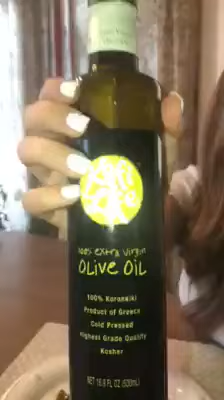 100% extra virgin
OLive OiL
100% Koroneiki
Product of Greece
Cold Pressed
Highest Grade Quality
Kosher
NET 16.9 FL OZ (500mL)